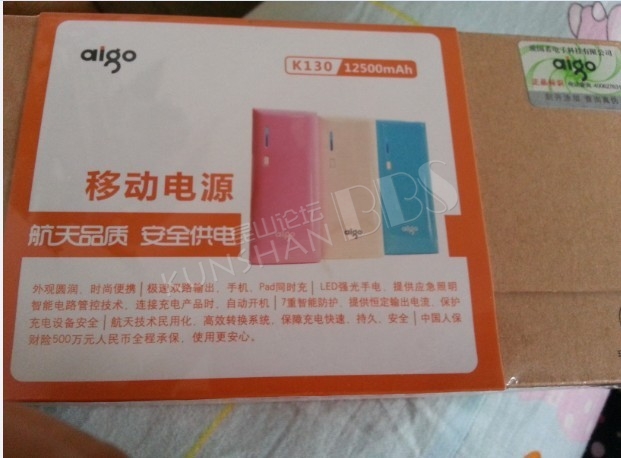 aigo
K130 12500mAh
移动电源
航天品质 安全供电
外观圆润、时尚便携|极速双路输出、手机、Pad同时充|LED强光手电、提供应急照明
智能电路管控技术、连接充电产品时、自动开机|7重智能防护、提供恒定输出电流、保护
充电设备安全|航天技术民用化、高效转换系统、保障充电快速、持久、安全|中国人保
财险500万元人民币全程承保、使用更安心。
aigo
昆山论坛
KUNSHAN BBS